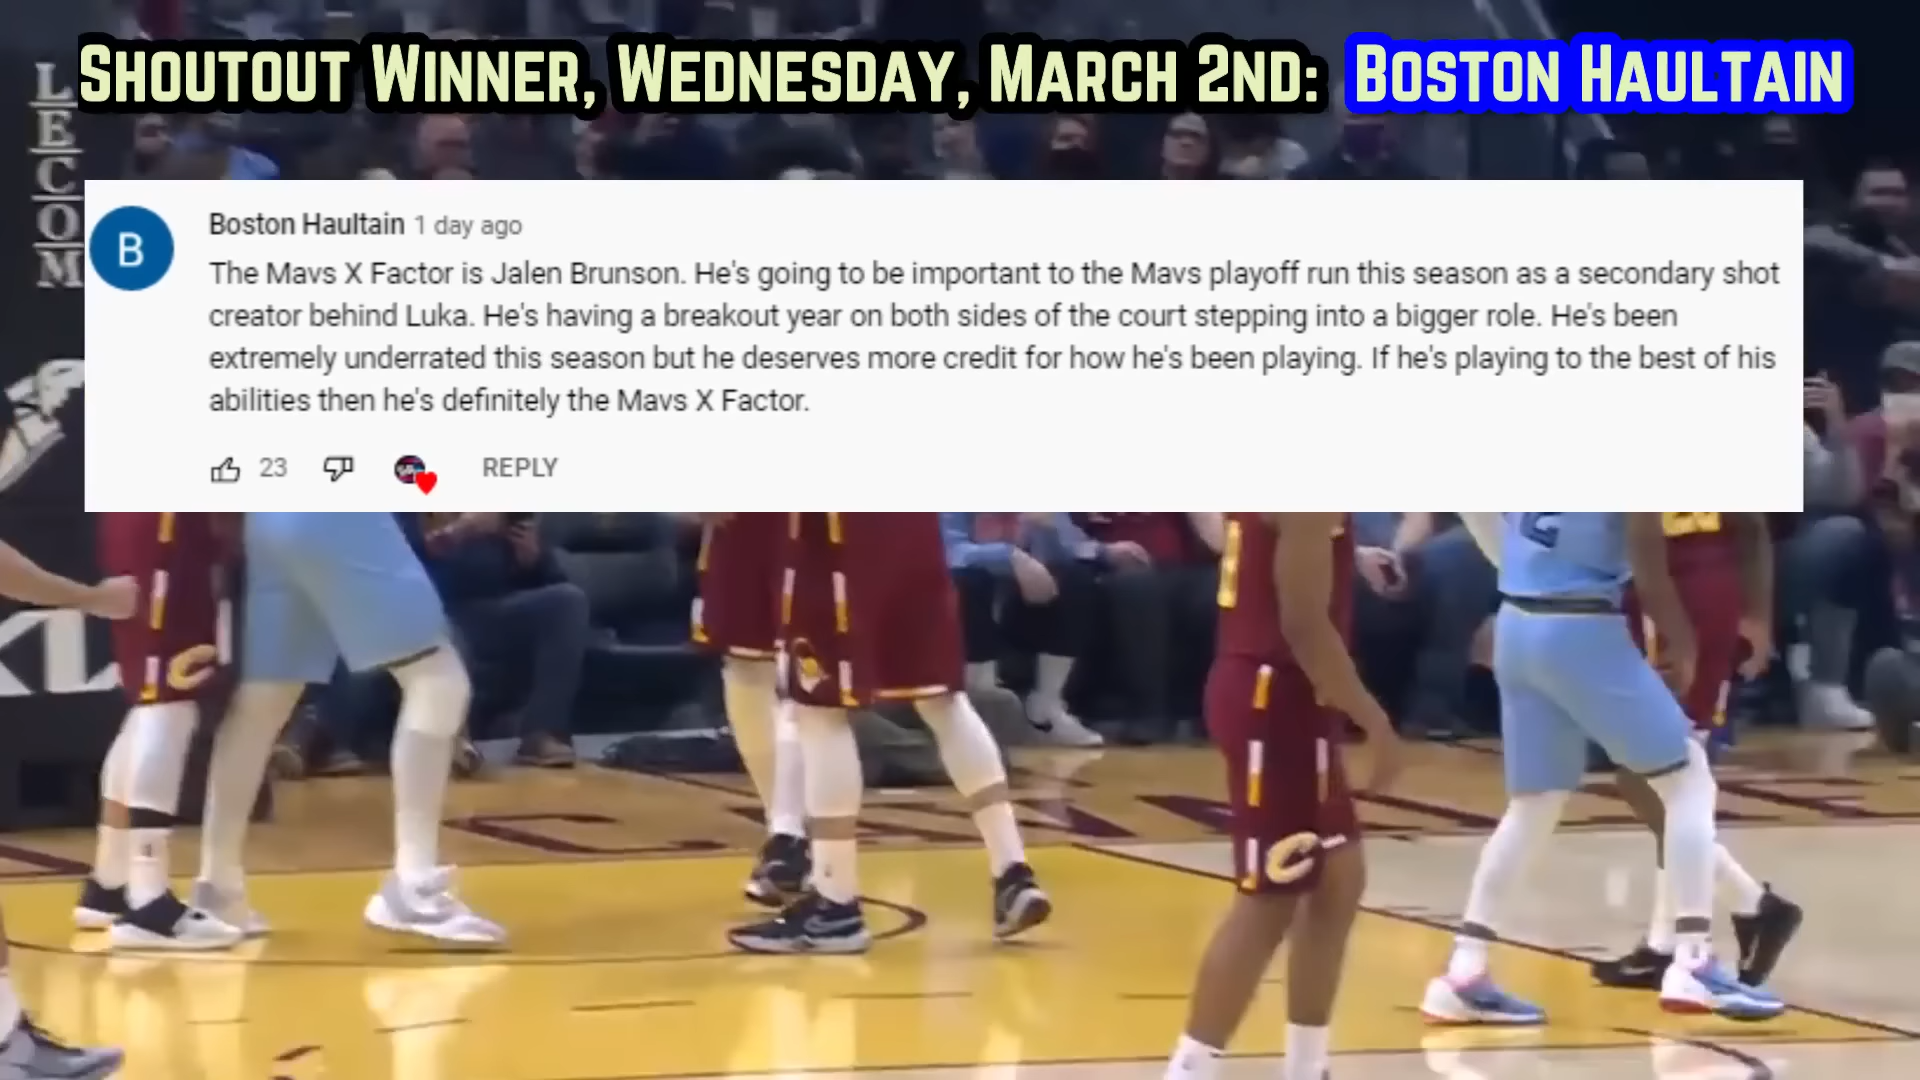 SHOUTOUT WINNER, WEDNESDAY, MARCH 2ND: BOSTON HAULTAIN
LECOM
B
Boston Haultain 1 day ago
The Mavs X Factor is Jalen Brunson. He's going to be important to the Mavs playoff run this season as a secondary shot
creator behind Luka. He's having a breakout year on both sides of the court stepping into a bigger role. He's been
extremely underrated this season but he deserves more credit for how he's been playing. If he's playing to the best of his
abilities then he's definitely the Mavs X Factor.
23
REPLY
2
C
C